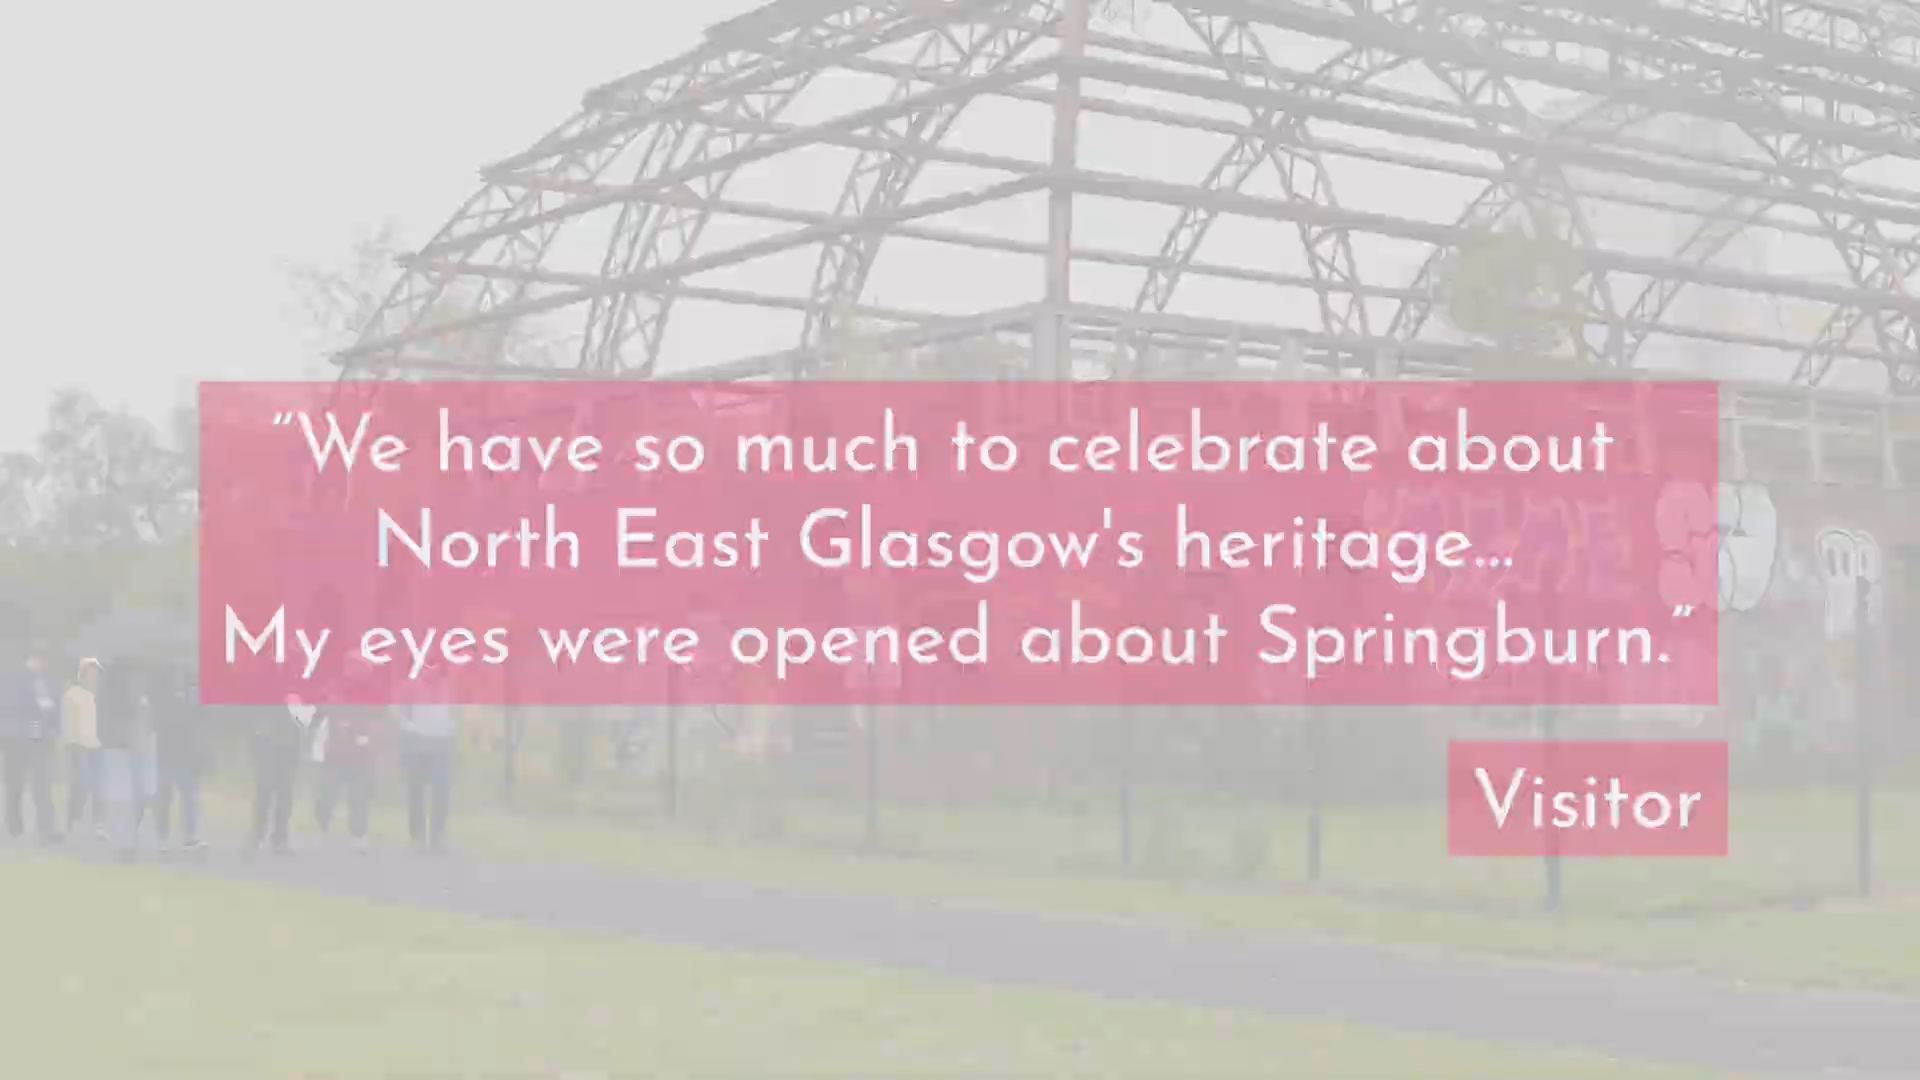 “We have so much to celebrate about
North East Glasgow's heritage...
My eyes were opened about Springburn.”
Visitor